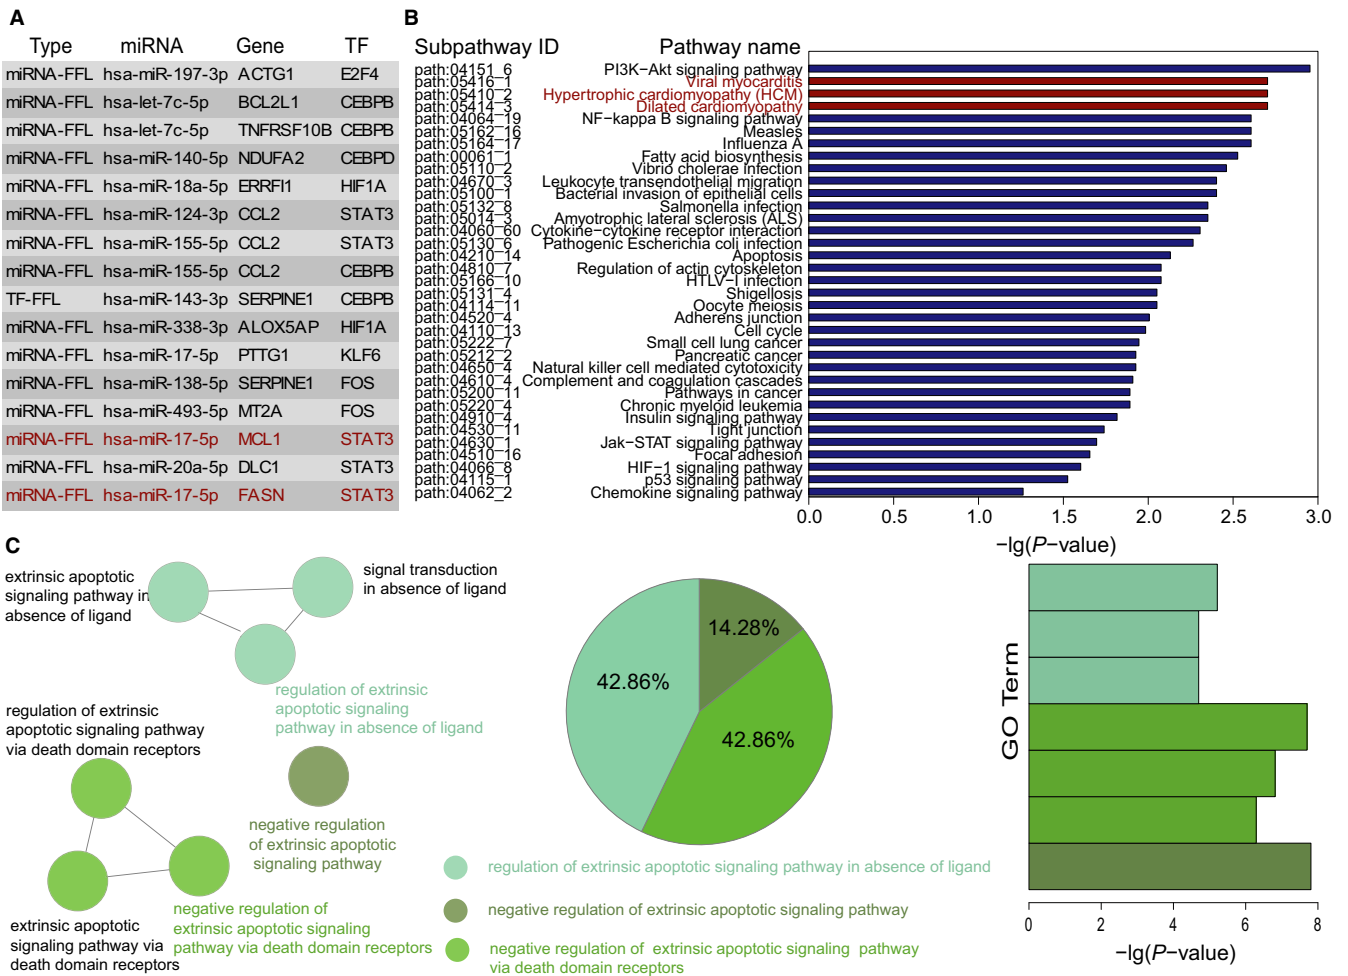 A
Type miRNA Gene TF
miRNA-FFL hsa-miR-197-3p ACTG1 E2F4
miRNA-FFL hsa-let-7c-5p BCL2L1 CEBPB
miRNA-FFL hsa-let-7c-5p TNFRSF10B CEBPB
miRNA-FFL hsa-miR-140-5p NDUFA2 CEBPD
miRNA-FFL hsa-miR-18a-5p ERRFI1 HIF1A
miRNA-FFL hsa-miR-124-3p CCL2 STAT3
miRNA-FFL hsa-miR-155-5p CCL2 STAT3
miRNA-FFL hsa-miR-155-5p CCL2 CEBPB
TF-FFL hsa-miR-143-3p SERPINE1 CEBPB
miRNA-FFL hsa-miR-338-3p ALOX5AP HIF1A
miRNA-FFL hsa-miR-17-5p PTTG1 KLF6
miRNA-FFL hsa-miR-138-5p SERPINE1 FOS
miRNA-FFL hsa-miR-493-5p MT2A FOS
miRNA-FFL hsa-miR-17-5p MCL1 STAT3
miRNA-FFL hsa-miR-20a-5p DLC1 STAT3
miRNA-FFL hsa-miR-17-5p FASN STAT3
B
Subpathway ID Pathway name
path:04151_6 PI3K−Akt signaling pathway
path:05416_1 Viral myocarditis
path:05410_2 Hypertrophic cardiomyopathy (HCM)
path:05414_3 Dilated cardiomyopathy
path:04064_19 NF−kappa B signaling pathway
path:05162_16 Measles
path:05164_17 Influenza A
path:00061_1 Fatty acid biosynthesis
path:05110_2 Vibrio cholerae infection
path:04670_3 Leukocyte transendothelial migration
path:05100_1 Bacterial invasion of epithelial cells
path:05132_8 Salmonella infection
path:05014_3 Amyotrophic lateral sclerosis (ALS)
path:04060_60 Cytokine−cytokine receptor interaction
path:05130_6 Pathogenic Escherichia coli infection
path:04210_14 Apoptosis
path:04810_7 Regulation of actin cytoskeleton
path:05166_10 HTLV−I infection
path:05131_4 Shigellosis
path:04114_11 Oocyte meiosis
path:04520_4 Adherens junction
path:04110_13 Cell cycle
path:05222_7 Small cell lung cancer
path:05212_2 Pancreatic cancer
path:04650_4 Natural killer cell mediated cytotoxicity
path:04610_4 Complement and coagulation cascades
path:05200_11 Pathways in cancer
path:05220_4 Chronic myeloid leukemia
path:04910_4 Insulin signaling pathway
path:04530_11 Tight junction
path:04630_1 Jak−STAT signaling pathway
path:04510_16 Focal adhesion
path:04066_8 HIF−1 signaling pathway
path:04115_1 p53 signaling pathway
path:04062_2 Chemokine signaling pathway
0.0 0.5 1.0 1.5 2.0 2.5 3.0
−lg(P−value)
C
extrinsic apoptotic
signaling pathway in
absence of ligand
signal transduction
in absence of ligand
regulation of extrinsic
apoptotic signaling
pathway in absence of ligand
regulation of extrinsic
apoptotic signaling pathway
via death domain receptors
negative regulation
of extrinsic apoptotic
signaling pathway
extrinsic apoptotic
signaling pathway via
death domain receptors
negative regulation of
extrinsic apoptotic signaling
pathway via death domain receptors
14.28%
42.86%
42.86%
regulation of extrinsic apoptotic signaling pathway in absence of ligand
negative regulation of extrinsic apoptotic signaling pathway
negative regulation of extrinsic apoptotic signaling pathway
via death domain receptors
GO Term
0 2 4 6 8
−lg(P−value)